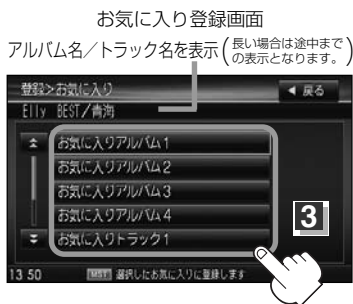 お気に入り登録画面
アルバム名／トラック名を表示（長い場合は途中までの表示となります。）
登録>お気に入り
◀ 戻る
Elly BEST/青海
お気に入りアルバム1
お気に入りアルバム2
お気に入りアルバム3
お気に入りアルバム4
お気に入りトラック1
3
13 50
MST 選択したお気に入りに登録します